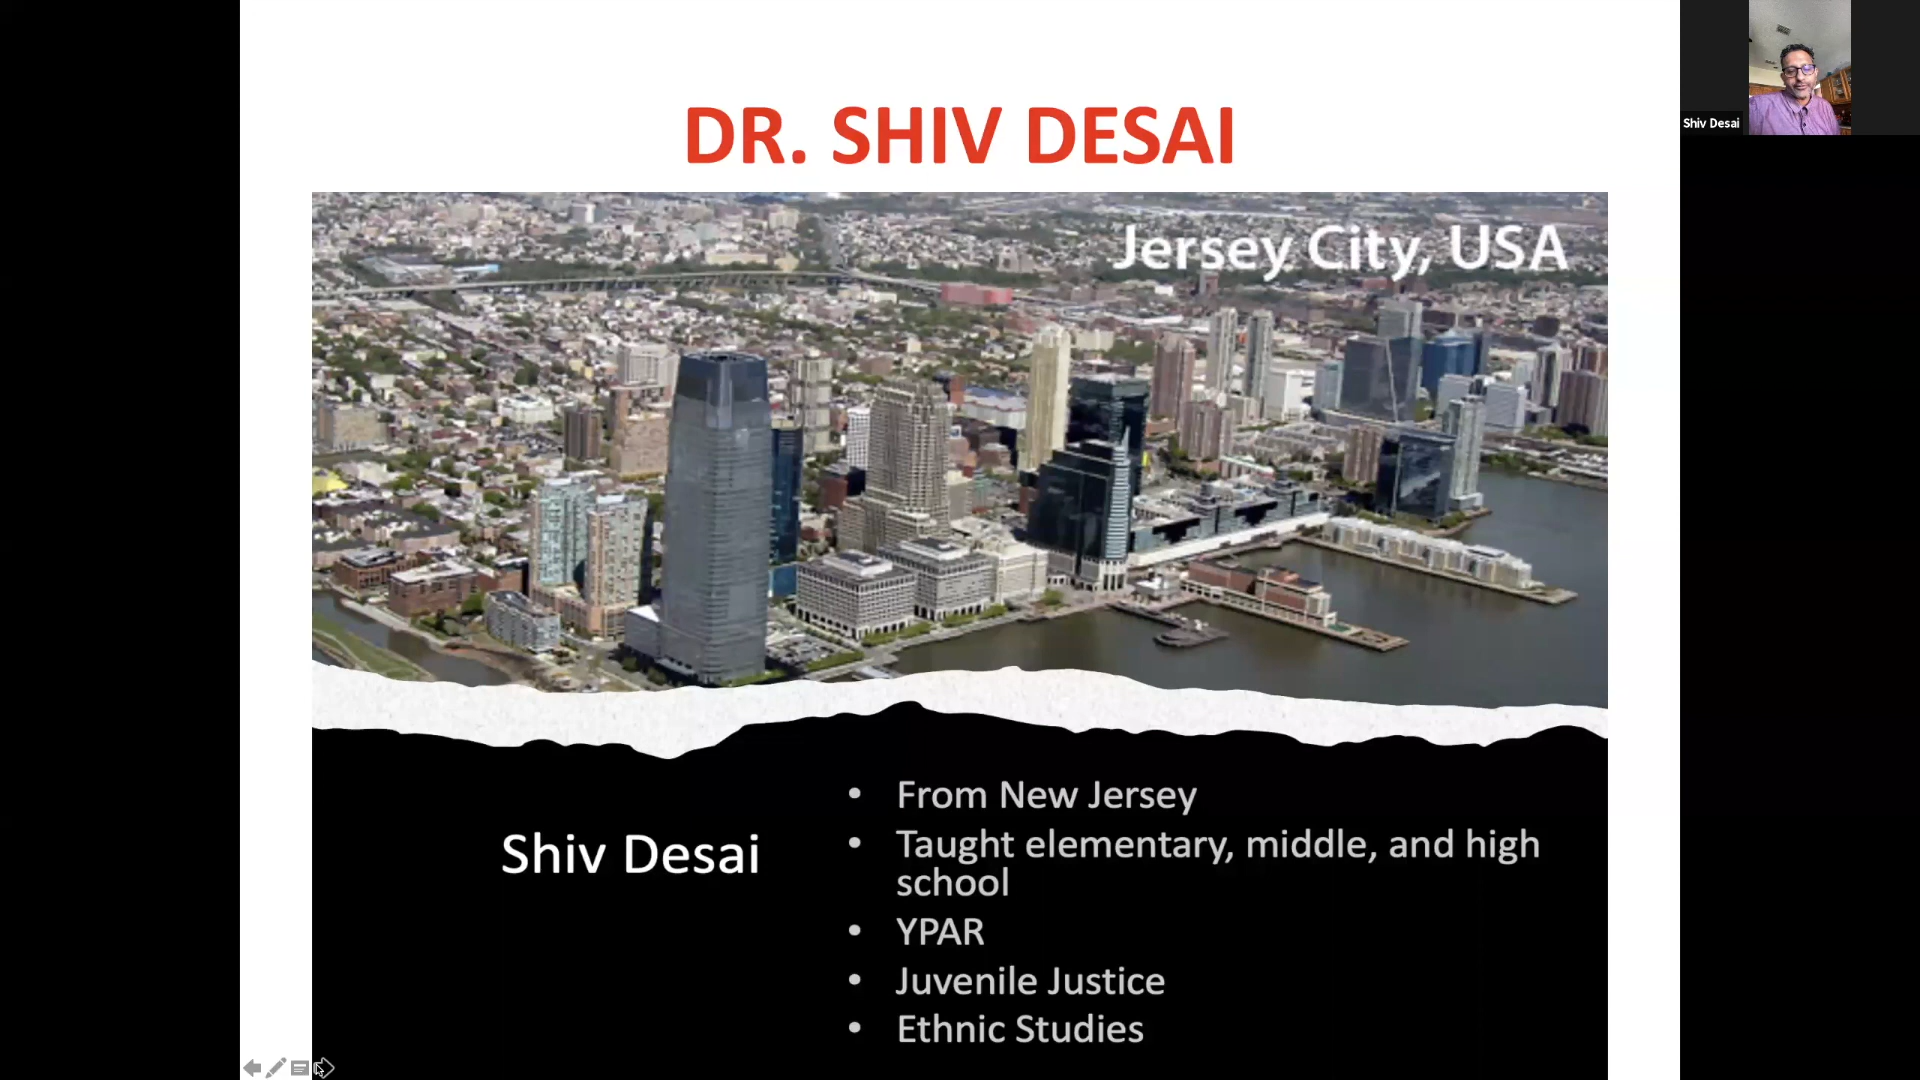 DR. SHIV DESAI
Shiv Desai
Jersey City, USA
Shiv Desai
• From New Jersey
• Taught elementary, middle, and high
school
• YPAR
• Juvenile Justice
• Ethnic Studies